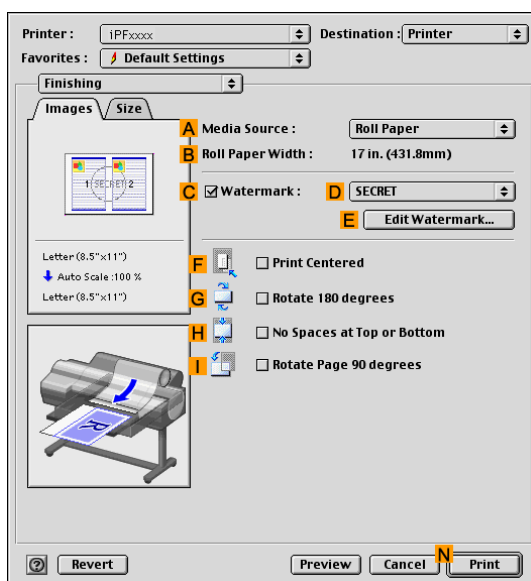 Printer : iPFxxxx Destination : Printer
Favorites : Default Settings
Finishing
Images Size
A Media Source : Roll Paper
B Roll Paper Width : 17 in. (431.8mm)
1 SECRET 2
C Watermark : D SECRET
E Edit Watermark...
Letter (8.5"x11")
Auto Scale :100 %
Letter (8.5"x11")
F Print Centered
G Rotate 180 degrees
H No Spaces at Top or Bottom
I Rotate Page 90 degrees
R
N
? Revert Preview Cancel Print